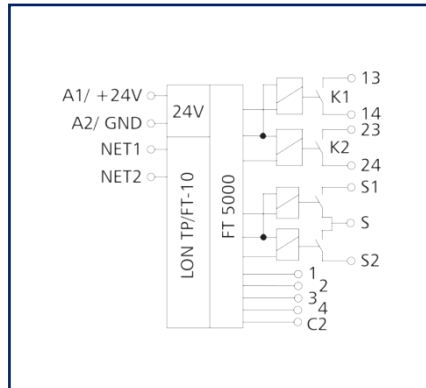 A1/ +24V
A2/ GND
NET1
NET2
24V
LON TP/FT-10
FT 5000
K1
K2
13
14
23
24
S1
S
S2
1
2
3
4
C2